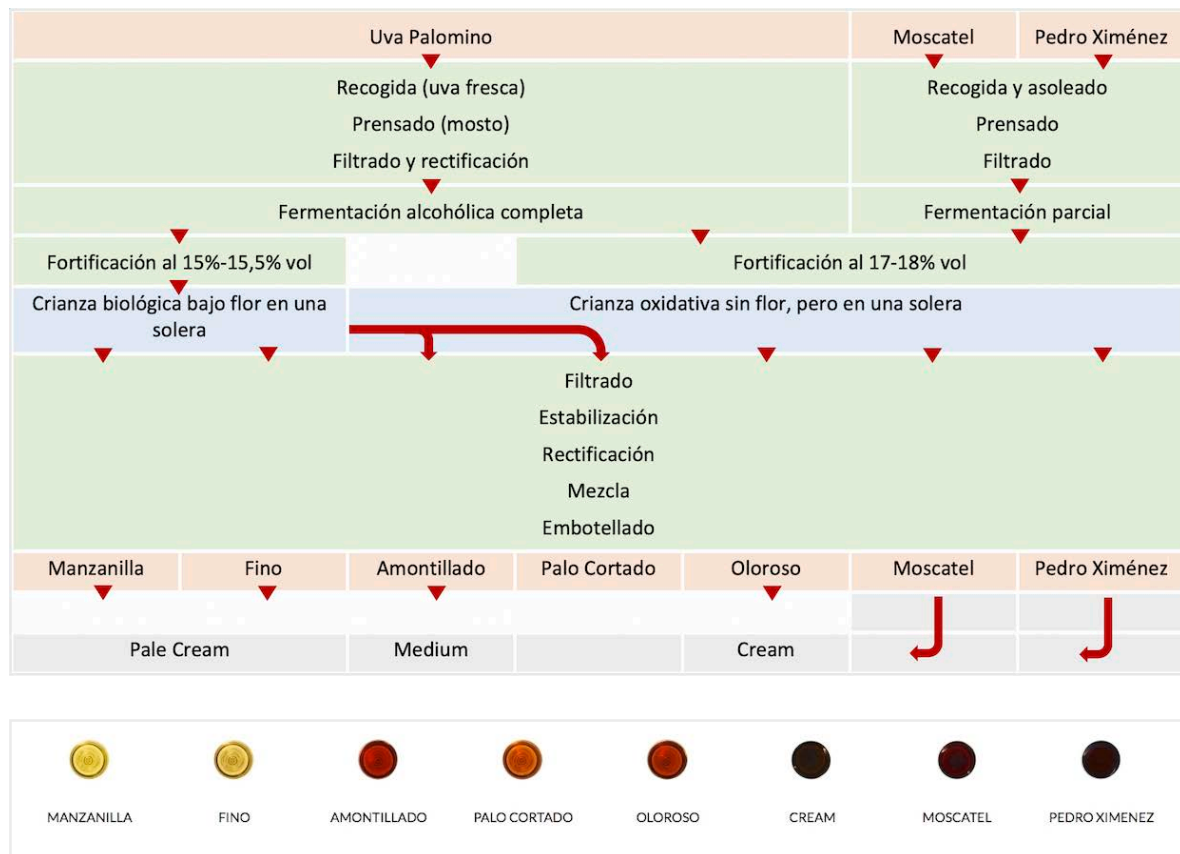 Uva Palomino
Moscatel
Pedro Ximénez
Recogida (uva fresca)
Prensado (mosto)
Filtrado y rectificación
Recogida y asoleado
Prensado
Filtrado
Fermentación alcohólica completa
Fermentación parcial
Fortificación al 15%-15,5% vol
Fortificación al 17-18% vol
Crianza biológica bajo flor en una
solera
Crianza oxidativa sin flor, pero en una solera
Filtrado
Estabilización
Rectificación
Mezcla
Embotellado
Manzanilla
Fino
Amontillado
Palo Cortado
Oloroso
Moscatel
Pedro Ximénez
Pale Cream
Medium
Cream
MANZANILLA
FINO
AMONTILLADO
PALO CORTADO
OLOROSO
CREAM
MOSCATEL
PEDRO XIMENEZ